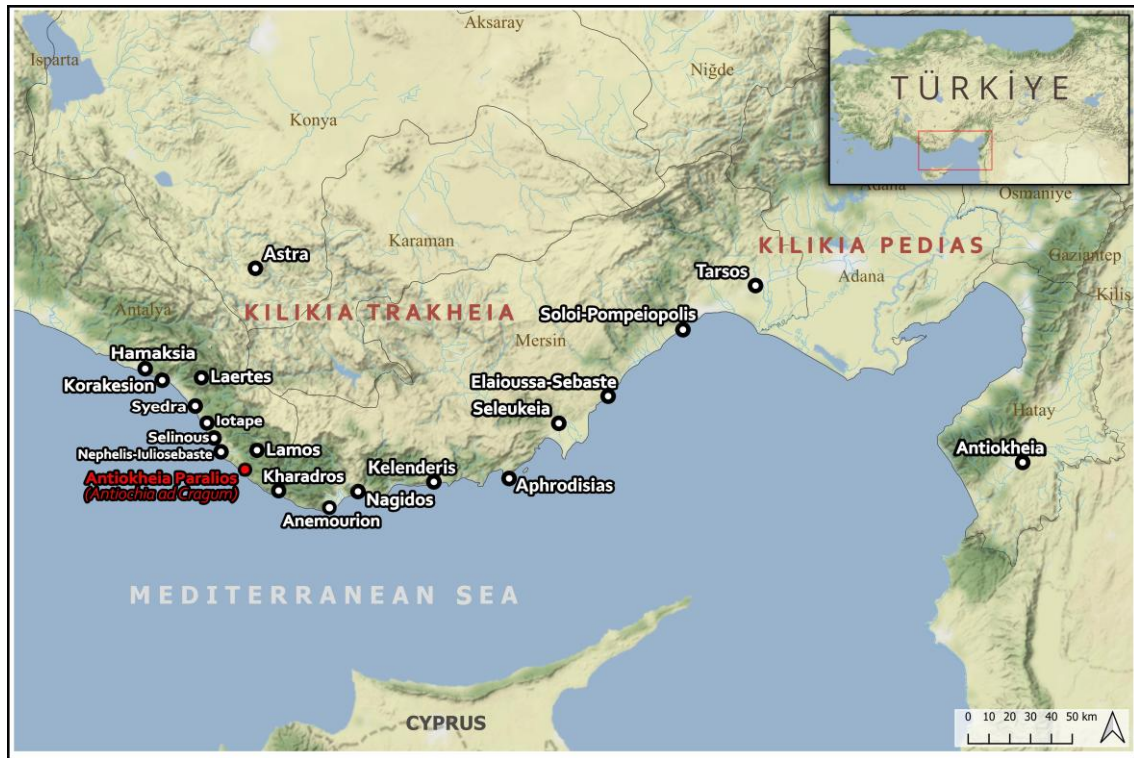 Aksaray
Isparta
Niğde
TÜRKİYE
Konya
Adana
Osmaniye
Karaman
KILIKIA PEDIAS
Gaziantep
Astra
Tarsos
Adana
Kilis
Antalya
KILIKIA TRAKHEIA
Soloi-Pompeiopolis
Mersin
Hamaksia
Korakesion
Laertes
Elaioussa-Sebaste
Syedra
Seleukeia
Hatay
Iotape
Selinous
Lamos
Nephelis-Iuliosebaste
Antiokheia
Kelenderis
Antiokheia Paralios
(Antiochia ad Cragum)
Kharadros
Aphrodisias
Nagidos
Anemourion
MEDITERRANEAN SEA
CYPRUS
0 10 20 30 40 50 km